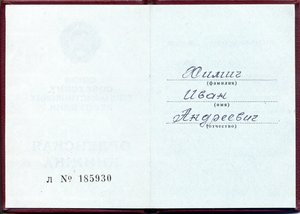 Химич
(фамилия)
Иван
(имя)
Андреевич
(отчество)
Л № 185930